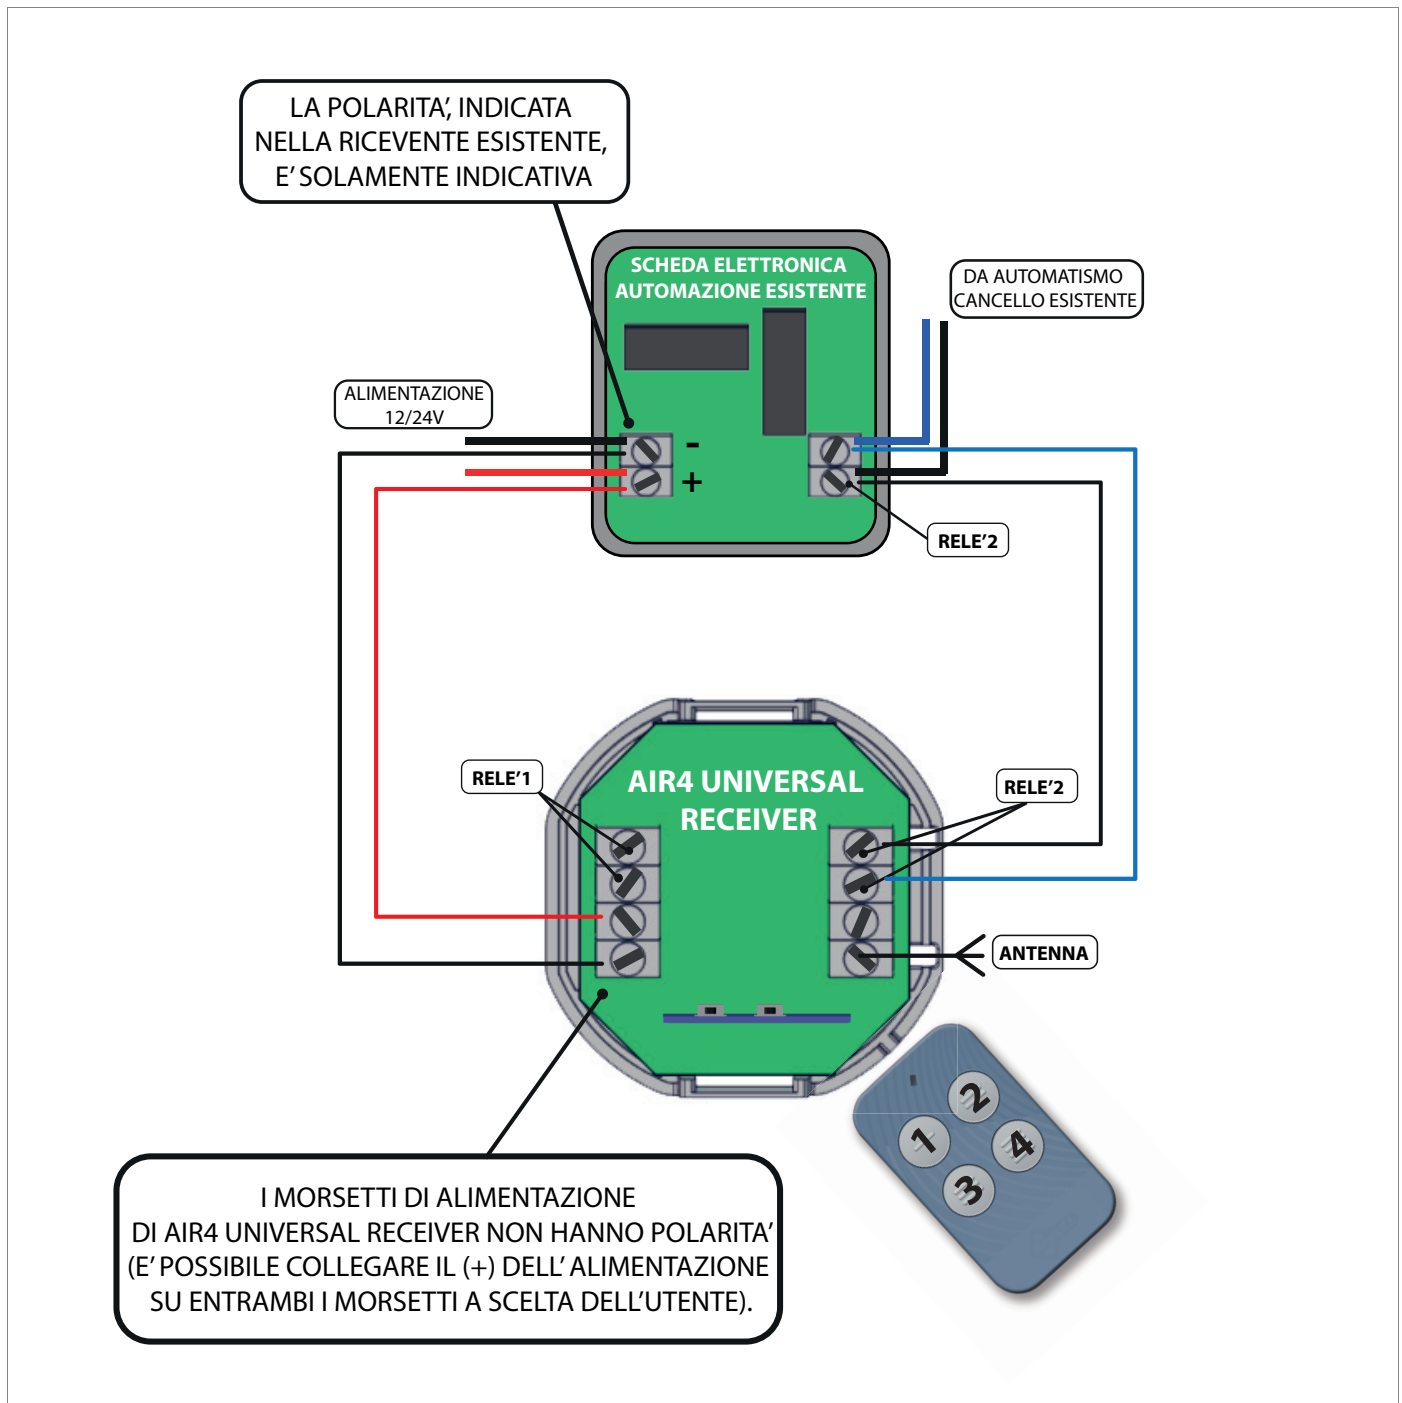 LA POLARITA’, INDICATA
NELLA RICEVENTE ESISTENTE,
E’ SOLAMENTE INDICATIVA
SCHEDA ELETTRONICA
AUTOMAZIONE ESISTENTE
DA AUTOMATISMO
CANCELLO ESISTENTE
ALIMENTAZIONE
12/24V
-
+
RELE’2
RELE’1
AIR4 UNIVERSAL
RECEIVER
RELE’2
ANTENNA
2
1
4
3
I MORSETTI DI ALIMENTAZIONE
DI AIR4 UNIVERSAL RECEIVER NON HANNO POLARITA’
(E’ POSSIBILE COLLEGARE IL (+) DELL’ ALIMENTAZIONE
SU ENTRAMBI I MORSETTI A SCELTA DELL’UTENTE).